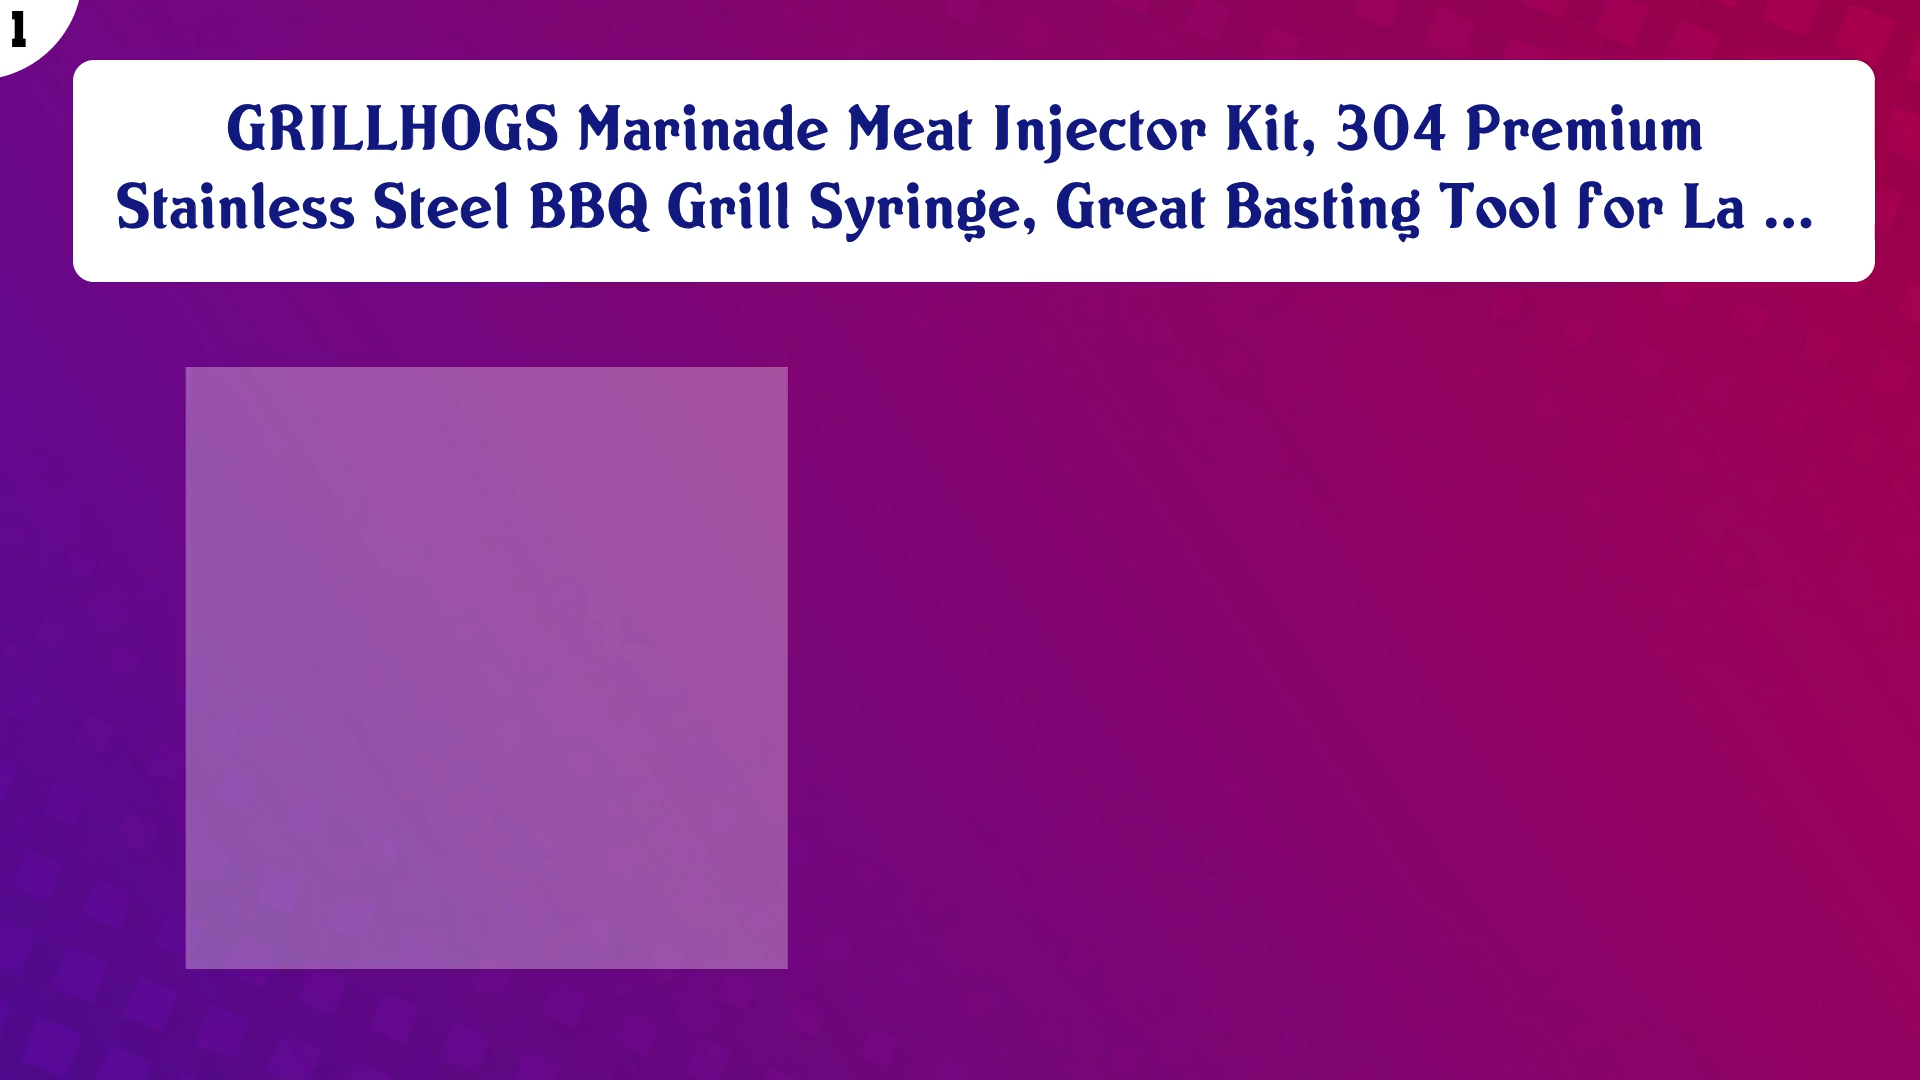 1
GRILLHOGS Marinade Meat Injector Kit, 304 Premium
Stainless Steel BBQ Grill Syringe, Great Basting Tool for La ...